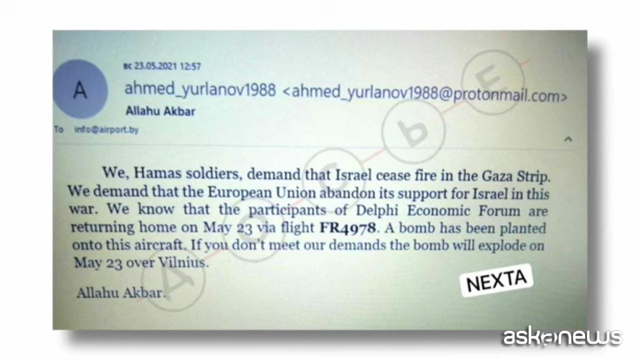 вс 23.05.2021 12:57
A
ahmed_yurlanov1988 <ahmed_yurlanov1988@protonmail.com>
Allahu Akbar
To info@airport.by
We, Hamas soldiers, demand that Israel cease fire in the Gaza Strip.
We demand that the European Union abandon its support for Israel in this
war. We know that the participants of Delphi Economic Forum are
returning home on May 23 via flight FR4978. A bomb has been planted
onto this aircraft. If you don't meet our demands the bomb will explode on
May 23 over Vilnius.
Allahu Akbar.
NEXTA
askanews